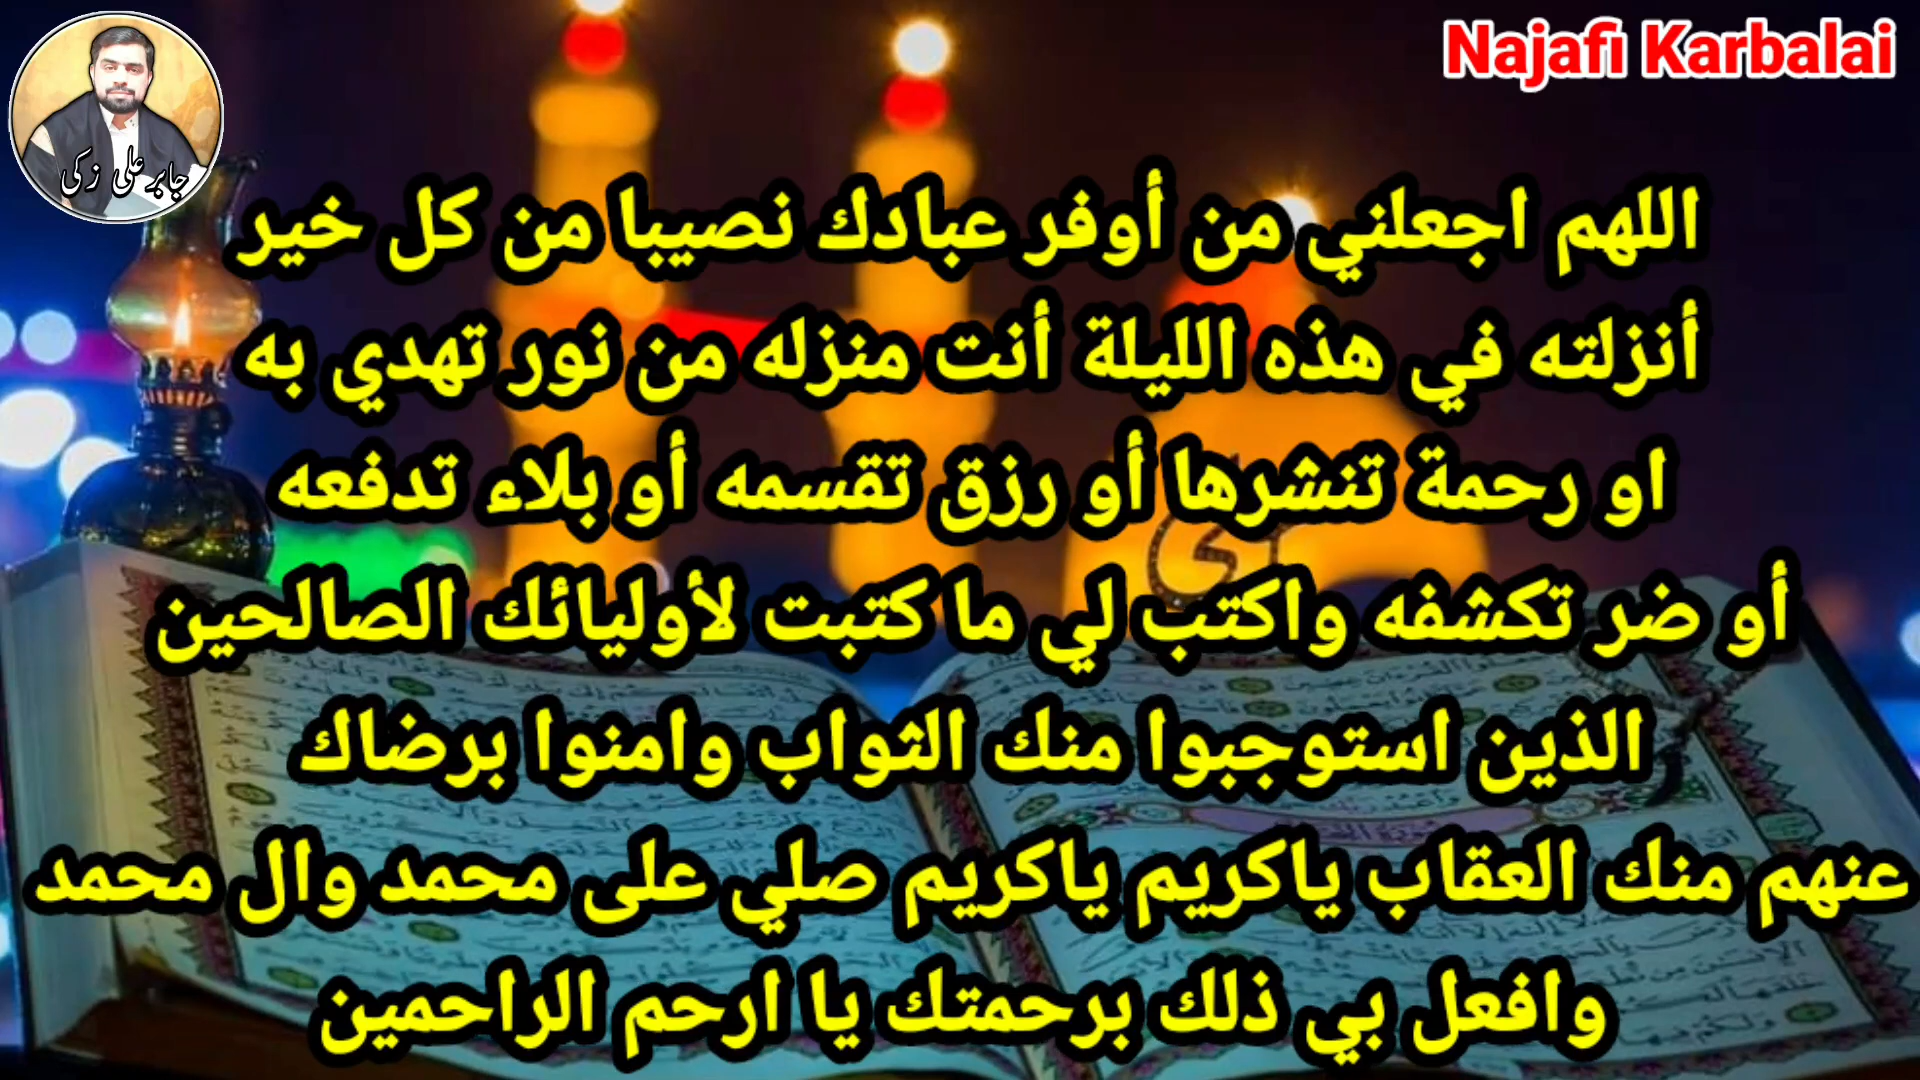 Najafi Karbalai
جابر علی زکی
اللهم اجعلني من أوفر عبادك نصيبا من كل خير
أنزلته في هذه الليلة أنت منزله من نور تهدي به
او رحمة تنشرها أو رزق تقسمه أو بلاء تدفعه
أو ضر تكشفه واكتب لي ما كتبت لأوليائك الصالحين
الذين استوجبوا منك الثواب وامنوا برضاك
عنهم منك العقاب ياكريم ياكريم صلي على محمد وال محمد
وافعل بي ذلك برحمتك يا ارحم الراحمين